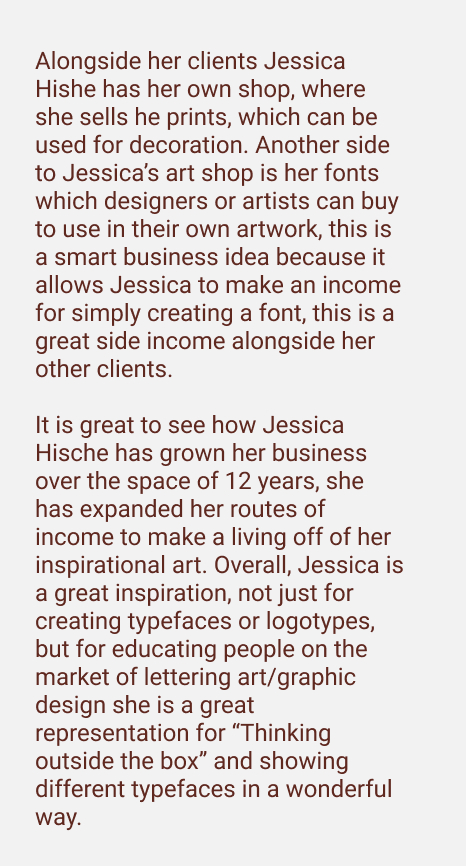 Alongside her clients Jessica
Hishe has her own shop, where
she sells he prints, which can be
used for decoration. Another side
to Jessica’s art shop is her fonts
which designers or artists can buy
to use in their own artwork, this is
a smart business idea because it
allows Jessica to make an income
for simply creating a font, this is a
great side income alongside her
other clients.

It is great to see how Jessica
Hische has grown her business
over the space of 12 years, she
has expanded her routes of
income to make a living off of her
inspirational art. Overall, Jessica is
a great inspiration, not just for
creating typefaces or logotypes,
but for educating people on the
market of lettering art/graphic
design she is a great
representation for “Thinking
outside the box” and showing
different typefaces in a wonderful
way.